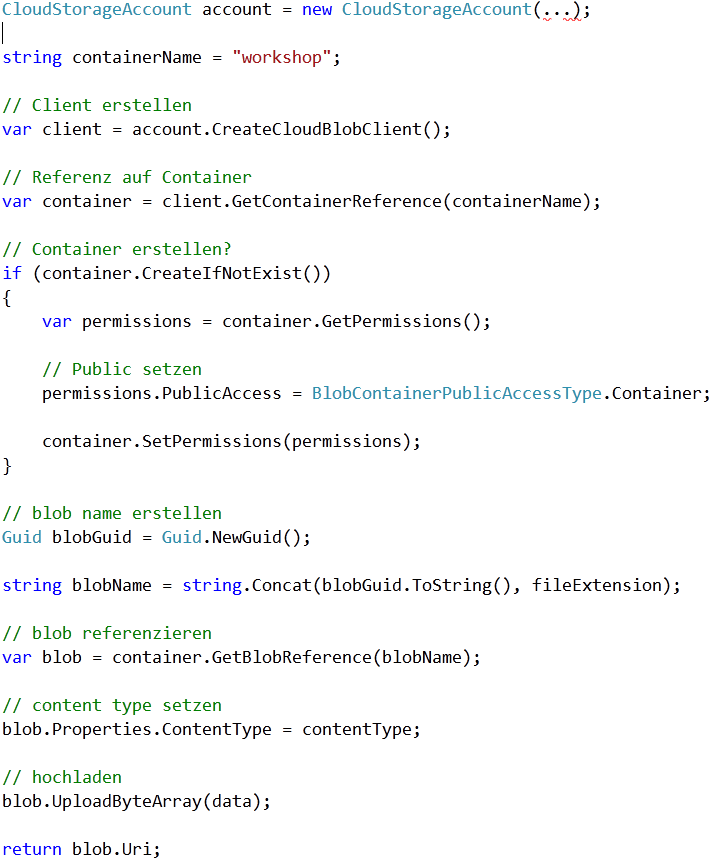 CloudStorageAccount account = new CloudStorageAccount(...);
string containerName = "workshop";
// Client erstellen
var client = account.CreateCloudBlobClient();
// Referenz auf Container
var container = client.GetContainerReference(containerName);
// Container erstellen?
if (container.CreateIfNotExist())
{
    var permissions = container.GetPermissions();
    // Public setzen
    permissions.PublicAccess = BlobContainerPublicAccessType.Container;
    container.SetPermissions(permissions);
}
// blob name erstellen
Guid blobGuid = Guid.NewGuid();
string blobName = string.Concat(blobGuid.ToString(), fileExtension);
// blob referenzieren
var blob = container.GetBlobReference(blobName);
// content type setzen
blob.Properties.ContentType = contentType;
// hochladen
blob.UploadByteArray(data);
return blob.Uri;